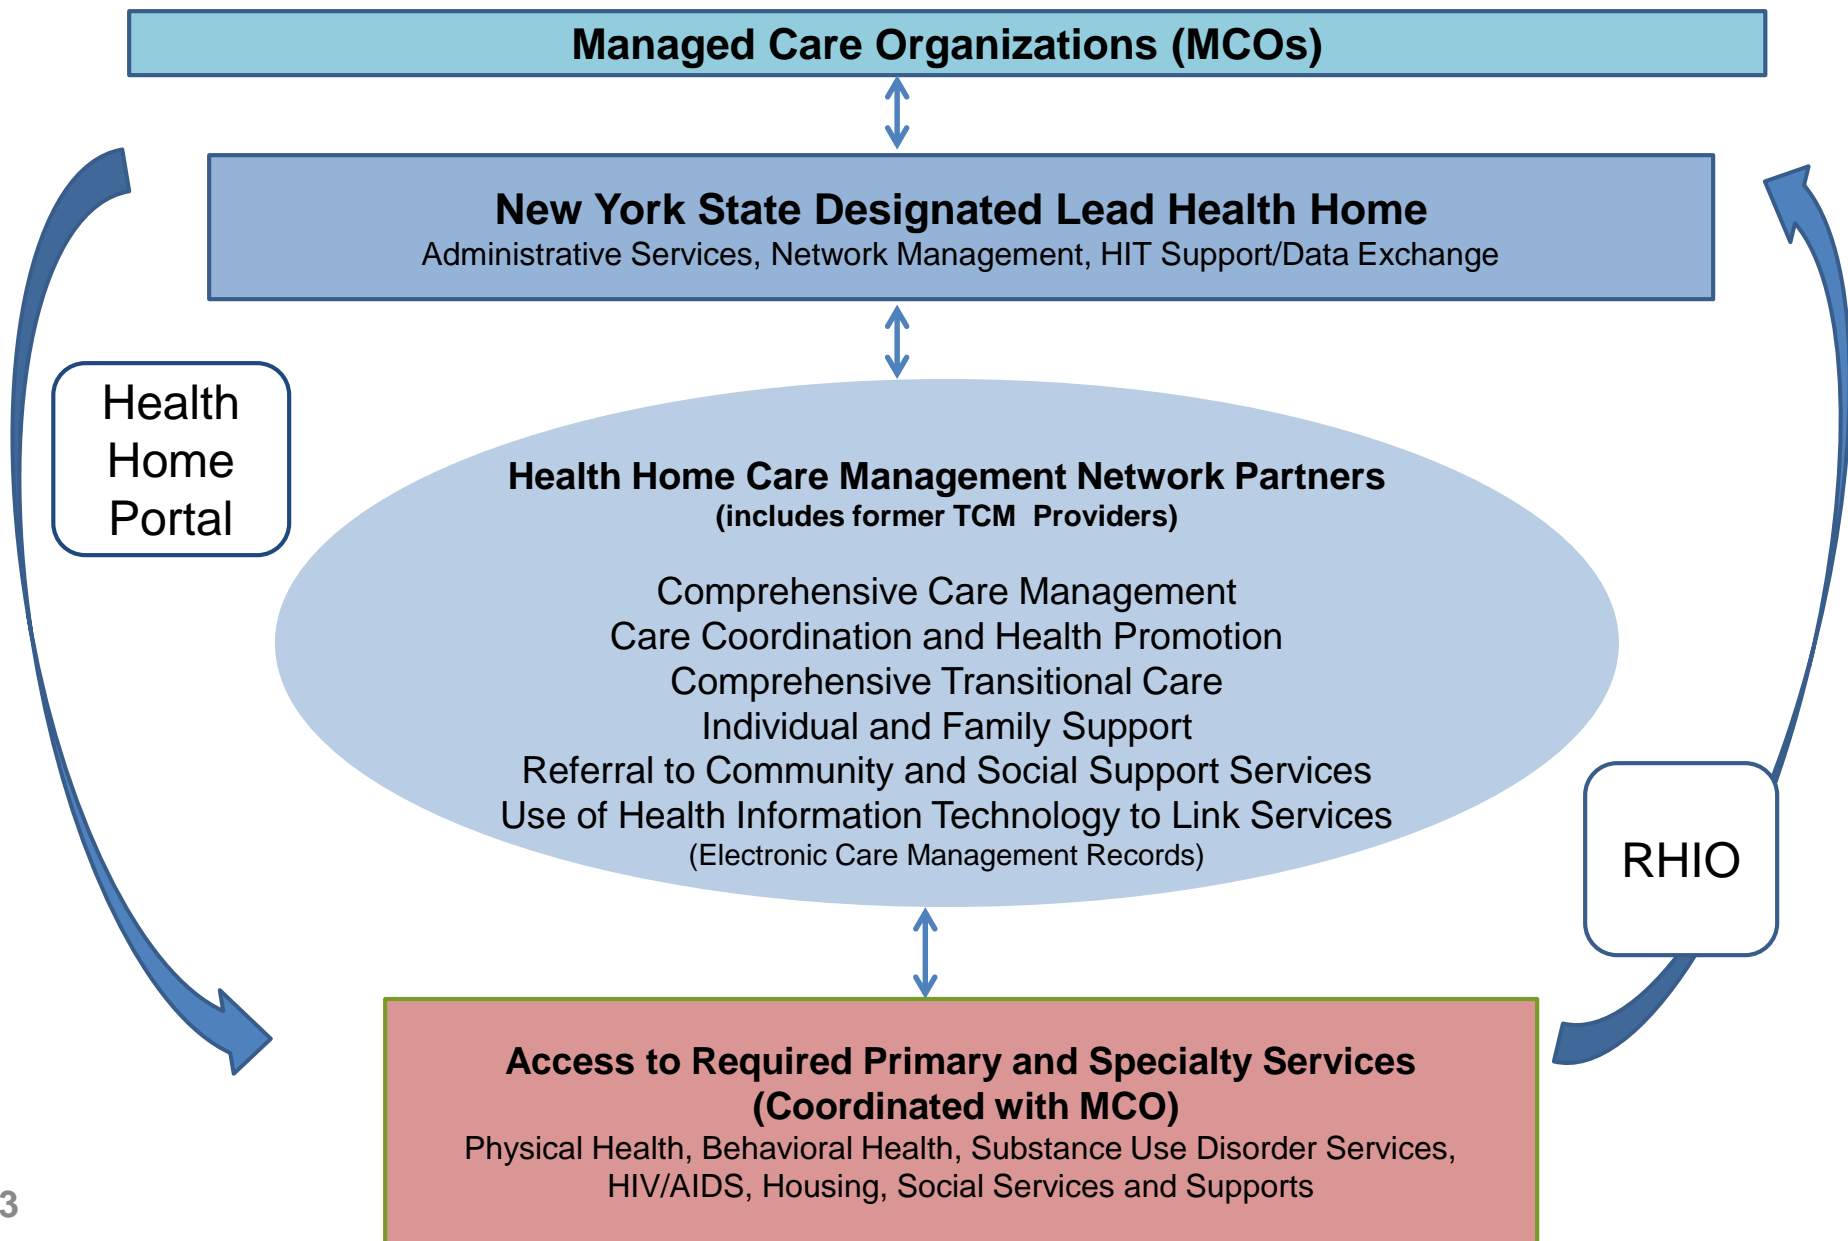 Managed Care Organizations (MCOs)
New York State Designated Lead Health Home
Administrative Services, Network Management, HIT Support/Data Exchange
Health
Home
Portal
Health Home Care Management Network Partners
(includes former TCM Providers)
Comprehensive Care Management
Care Coordination and Health Promotion
Comprehensive Transitional Care
Individual and Family Support
Referral to Community and Social Support Services
Use of Health Information Technology to Link Services
(Electronic Care Management Records)
RHIO
Access to Required Primary and Specialty Services
(Coordinated with MCO)
Physical Health, Behavioral Health, Substance Use Disorder Services,
HIV/AIDS, Housing, Social Services and Supports
3